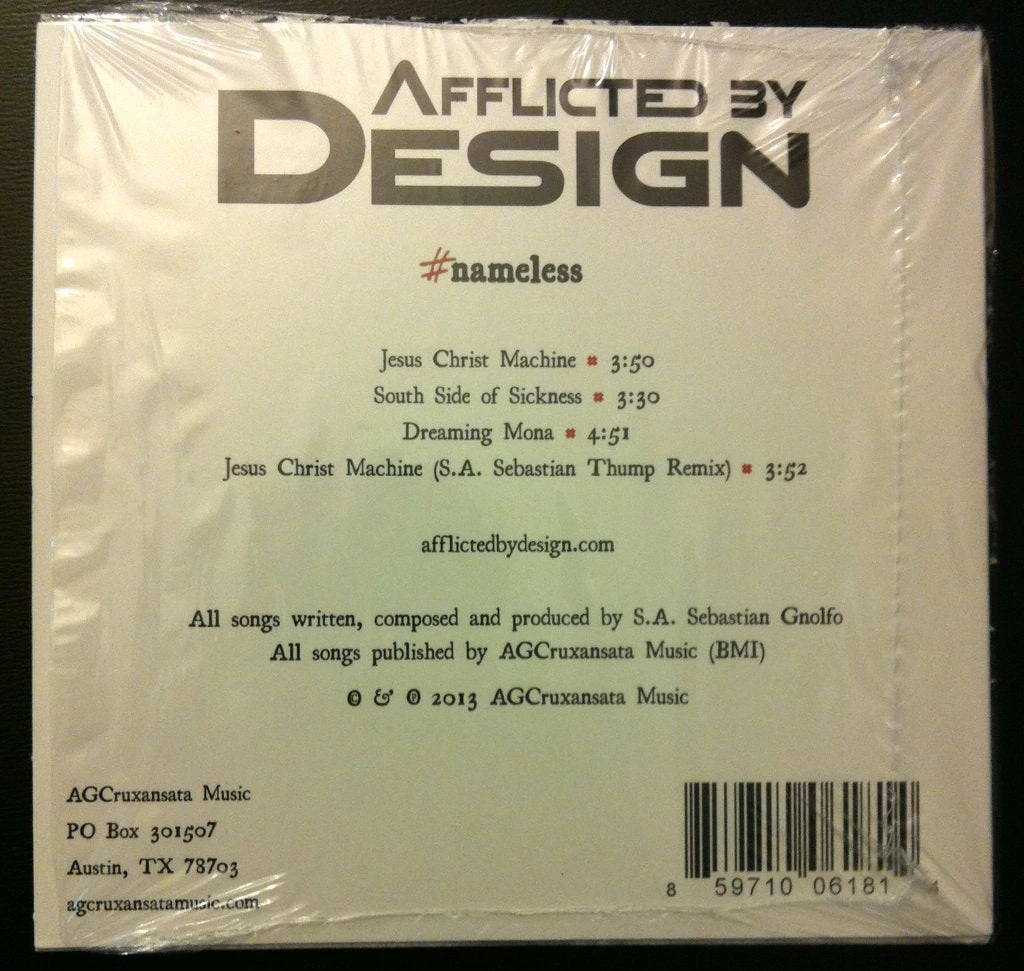 AFFLICTED BY
DESIGN
#nameless
Jesus Christ Machine # 3:50
South Side of Sickness # 3:30
Dreaming Mona # 4:51
Jesus Christ Machine (S.A. Sebastian Thump Remix) # 3:52
afflictedbydesign.com
All songs written, composed and produced by S.A. Sebastian Gnolfo
All songs published by AGCruxansata Music (BMI)
© & ℗ 2013 AGCruxansata Music
AGCruxansata Music
PO Box 301507
Austin, TX 78703
agcruxansatamusic.com
8 59710 06181 4